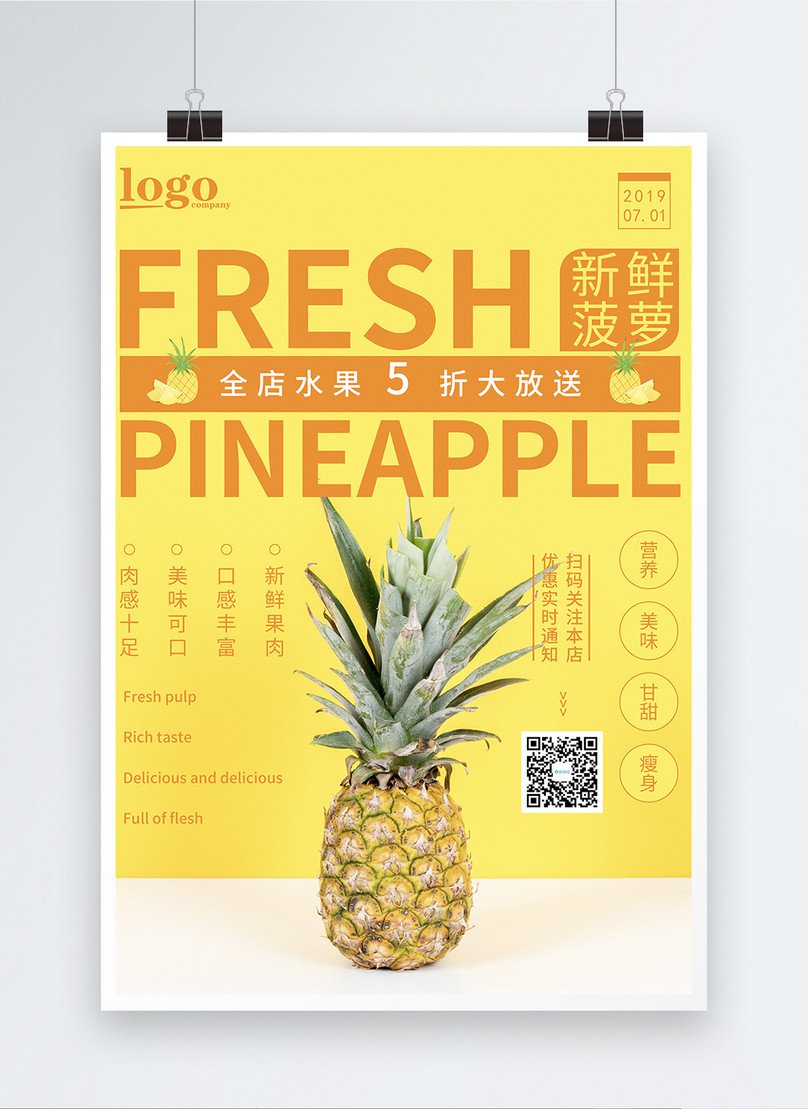 logo
company
2019
07.01
FRESH
新鲜
菠萝
全店水果 5 折大放送
PINEAPPLE
新鲜果肉
口感丰富
美味可口
肉感十足
Fresh pulp
Rich taste
Delicious and delicious
Full of flesh
扫码关注本店
优惠实时通知
营养
美味
甘甜
瘦身